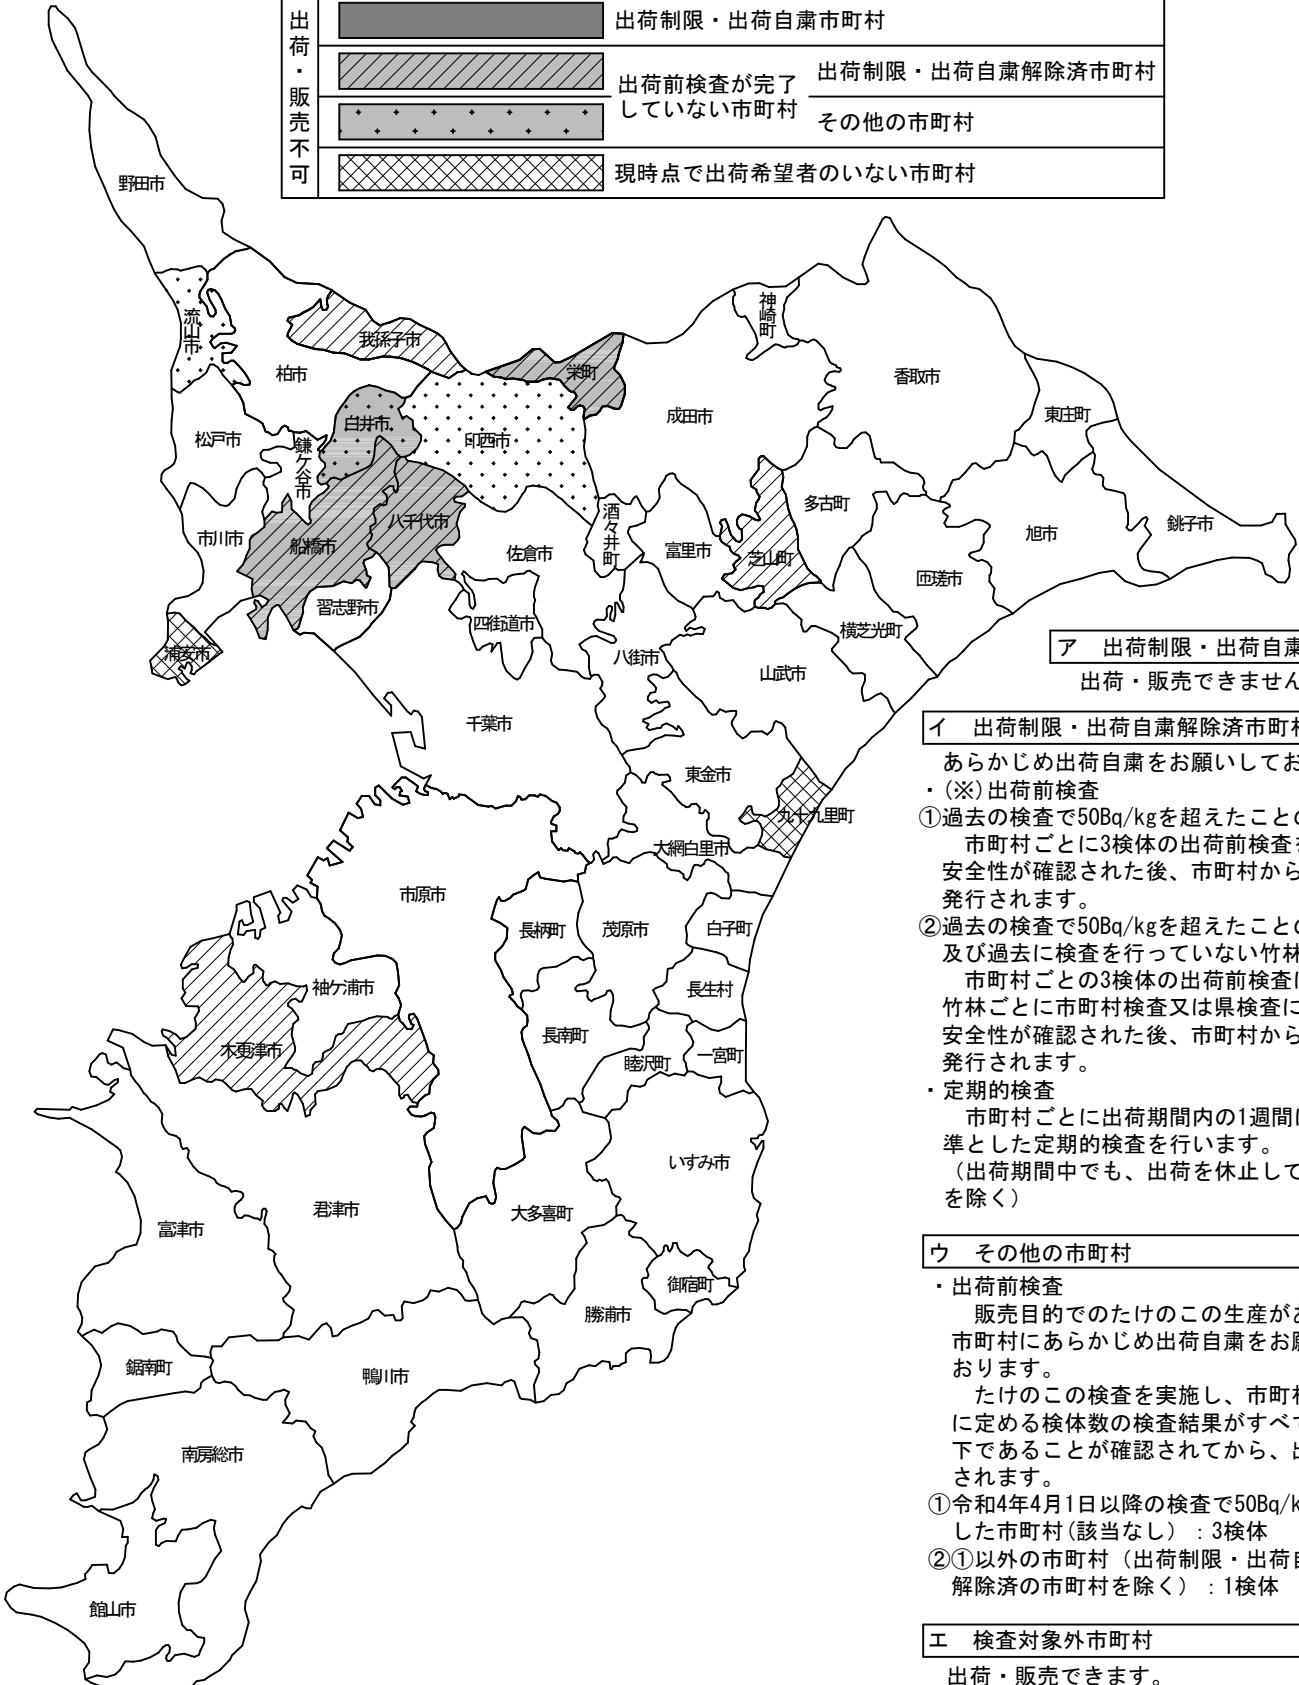 出荷・販売不可
出荷制限・出荷自粛市町村
出荷前検査が完了
していない市町村
出荷制限・出荷自粛解除済市町村
その他の市町村
現時点で出荷希望者のいない市町村
野田市
流山市
我孫子市
柏市
栄町
神崎町
香取市
成田市
東庄町
白井市
印西市
松戸市
鎌ケ谷市
多古町
銚子市
旭市
市川市
船橋市
八千代市
佐倉市
酒々井町
富里市
芝山町
匝瑳市
習志野市
四街道市
横芝光町
浦安市
八街市
山武市
千葉市
東金市
九十九里町
大網白里市
市原市
長柄町
茂原市
白子町
袖ケ浦市
長生村
木更津市
長南町
睦沢町
一宮町
いすみ市
君津市
大多喜町
富津市
御宿町
勝浦市
鋸南町
鴨川市
南房総市
館山市
ア　出荷制限・出荷自粛
出荷・販売できません
イ　出荷制限・出荷自粛解除済市町村
あらかじめ出荷自粛をお願いしてお
・(※)出荷前検査
①過去の検査で50Bq/kgを超えたことの
市町村ごとに3検体の出荷前検査を
安全性が確認された後、市町村から
発行されます。
②過去の検査で50Bq/kgを超えたことの
及び過去に検査を行っていない竹林
市町村ごとの3検体の出荷前検査に
竹林ごとに市町村検査又は県検査に
安全性が確認された後、市町村から
発行されます。
・定期的検査
市町村ごとに出荷期間内の1週間に
準とした定期的検査を行います。
（出荷期間中でも、出荷を休止して
を除く）
ウ　その他の市町村
・出荷前検査
販売目的でのたけのこの生産があ
市町村にあらかじめ出荷自粛をお願
おります。
たけのこの検査を実施し、市町村
に定める検体数の検査結果がすべて
下であることが確認されてから、出
されます。
①令和4年4月1日以降の検査で50Bq/k
した市町村(該当なし）：3検体
②①以外の市町村（出荷制限・出荷自
解除済の市町村を除く）：1検体
エ　検査対象外市町村
出荷・販売できます。